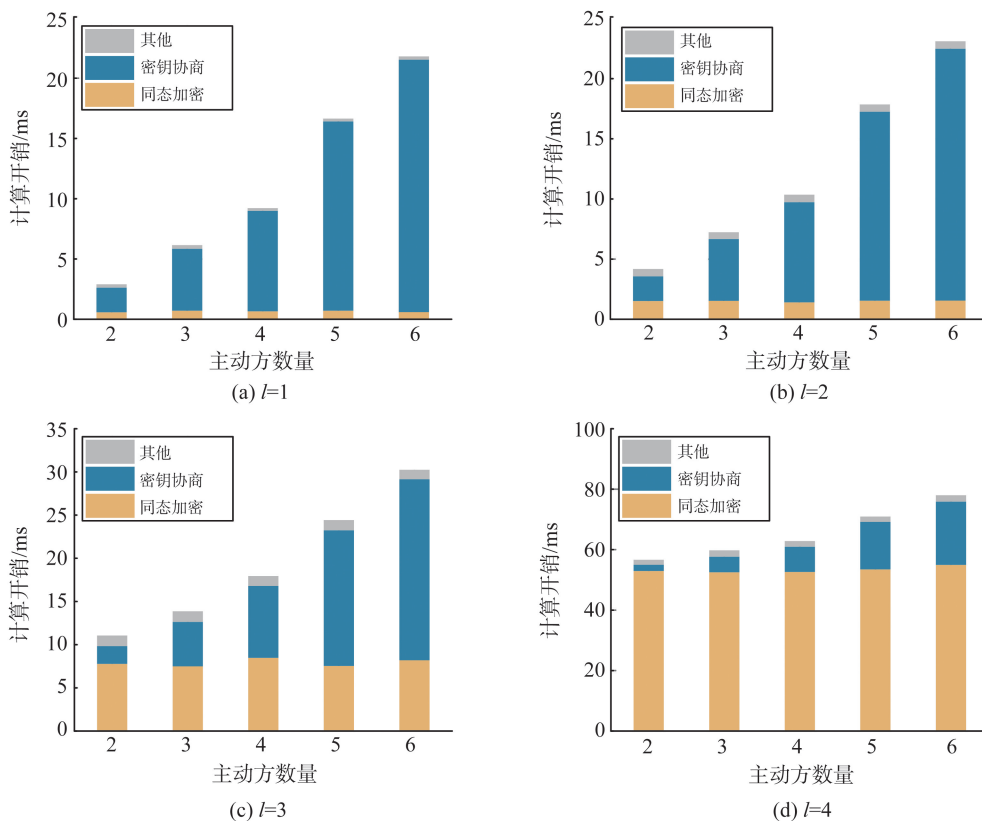 25
20
15
10
5
0
计算开销/ms
其他
密钥协商
同态加密
2 3 4 5 6
主动方数量
(a) l=1
25
20
15
10
5
0
计算开销/ms
其他
密钥协商
同态加密
2 3 4 5 6
主动方数量
(b) l=2
35
30
25
20
15
10
5
0
计算开销/ms
其他
密钥协商
同态加密
2 3 4 5 6
主动方数量
(c) l=3
100
80
60
40
20
0
计算开销/ms
其他
密钥协商
同态加密
2 3 4 5 6
主动方数量
(d) l=4